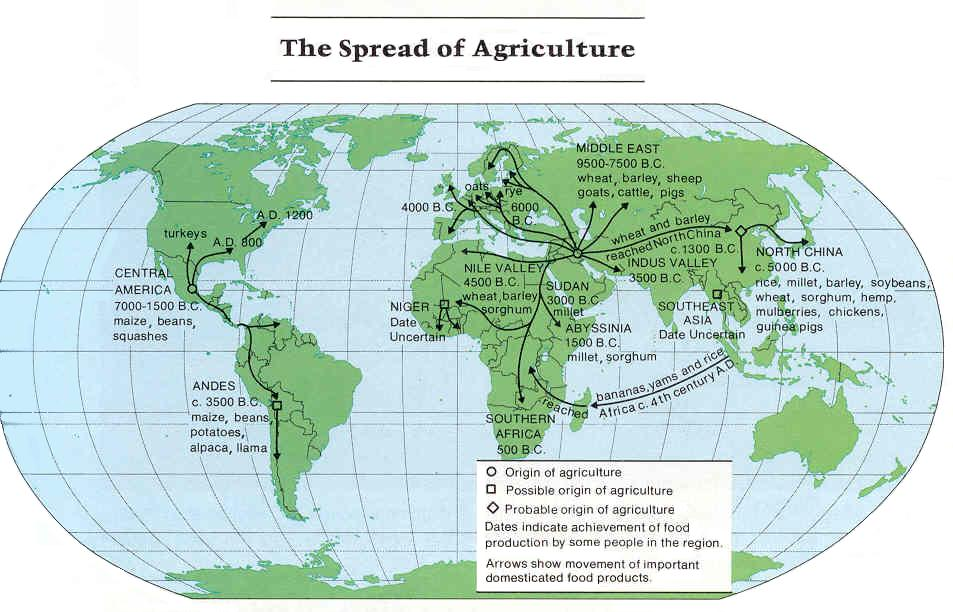 The Spread of Agriculture
MIDDLE EAST
9500-7500 B.C.
wheat, barley, sheep
goats, cattle, pigs
oats
rye
4000 B.C.
6000
B.C.
A.D. 1200
turkeys
A.D. 800
wheat and barley
reached North China
c. 1300 B.C.
NORTH CHINA
c. 5000 B.C.
rice, millet, barley, soybeans,
wheat, sorghum, hemp,
mulberries, chickens,
guinea pigs
INDUS VALLEY
3500 B.C.
CENTRAL
AMERICA
7000-1500 B.C.
maize, beans,
squashes
NILE VALLEY
4500 B.C.
wheat, barley
sorghum
SUDAN
3000 B.C.
millet
NIGER
Date
Uncertain
SOUTHEAST
ASIA
Date Uncertain
ABYSSINIA
1500 B.C.
millet, sorghum
bananas, yams and rice
reached Africa c. 4th century A.D.
ANDES
c. 3500 B.C.
maize, beans
potatoes,
alpaca, llama
SOUTHERN
AFRICA
500 B.C.
Origin of agriculture
Possible origin of agriculture
Probable origin of agriculture
Dates indicate achievement of food
production by some people in the region.
Arrows show movement of important
domesticated food products.